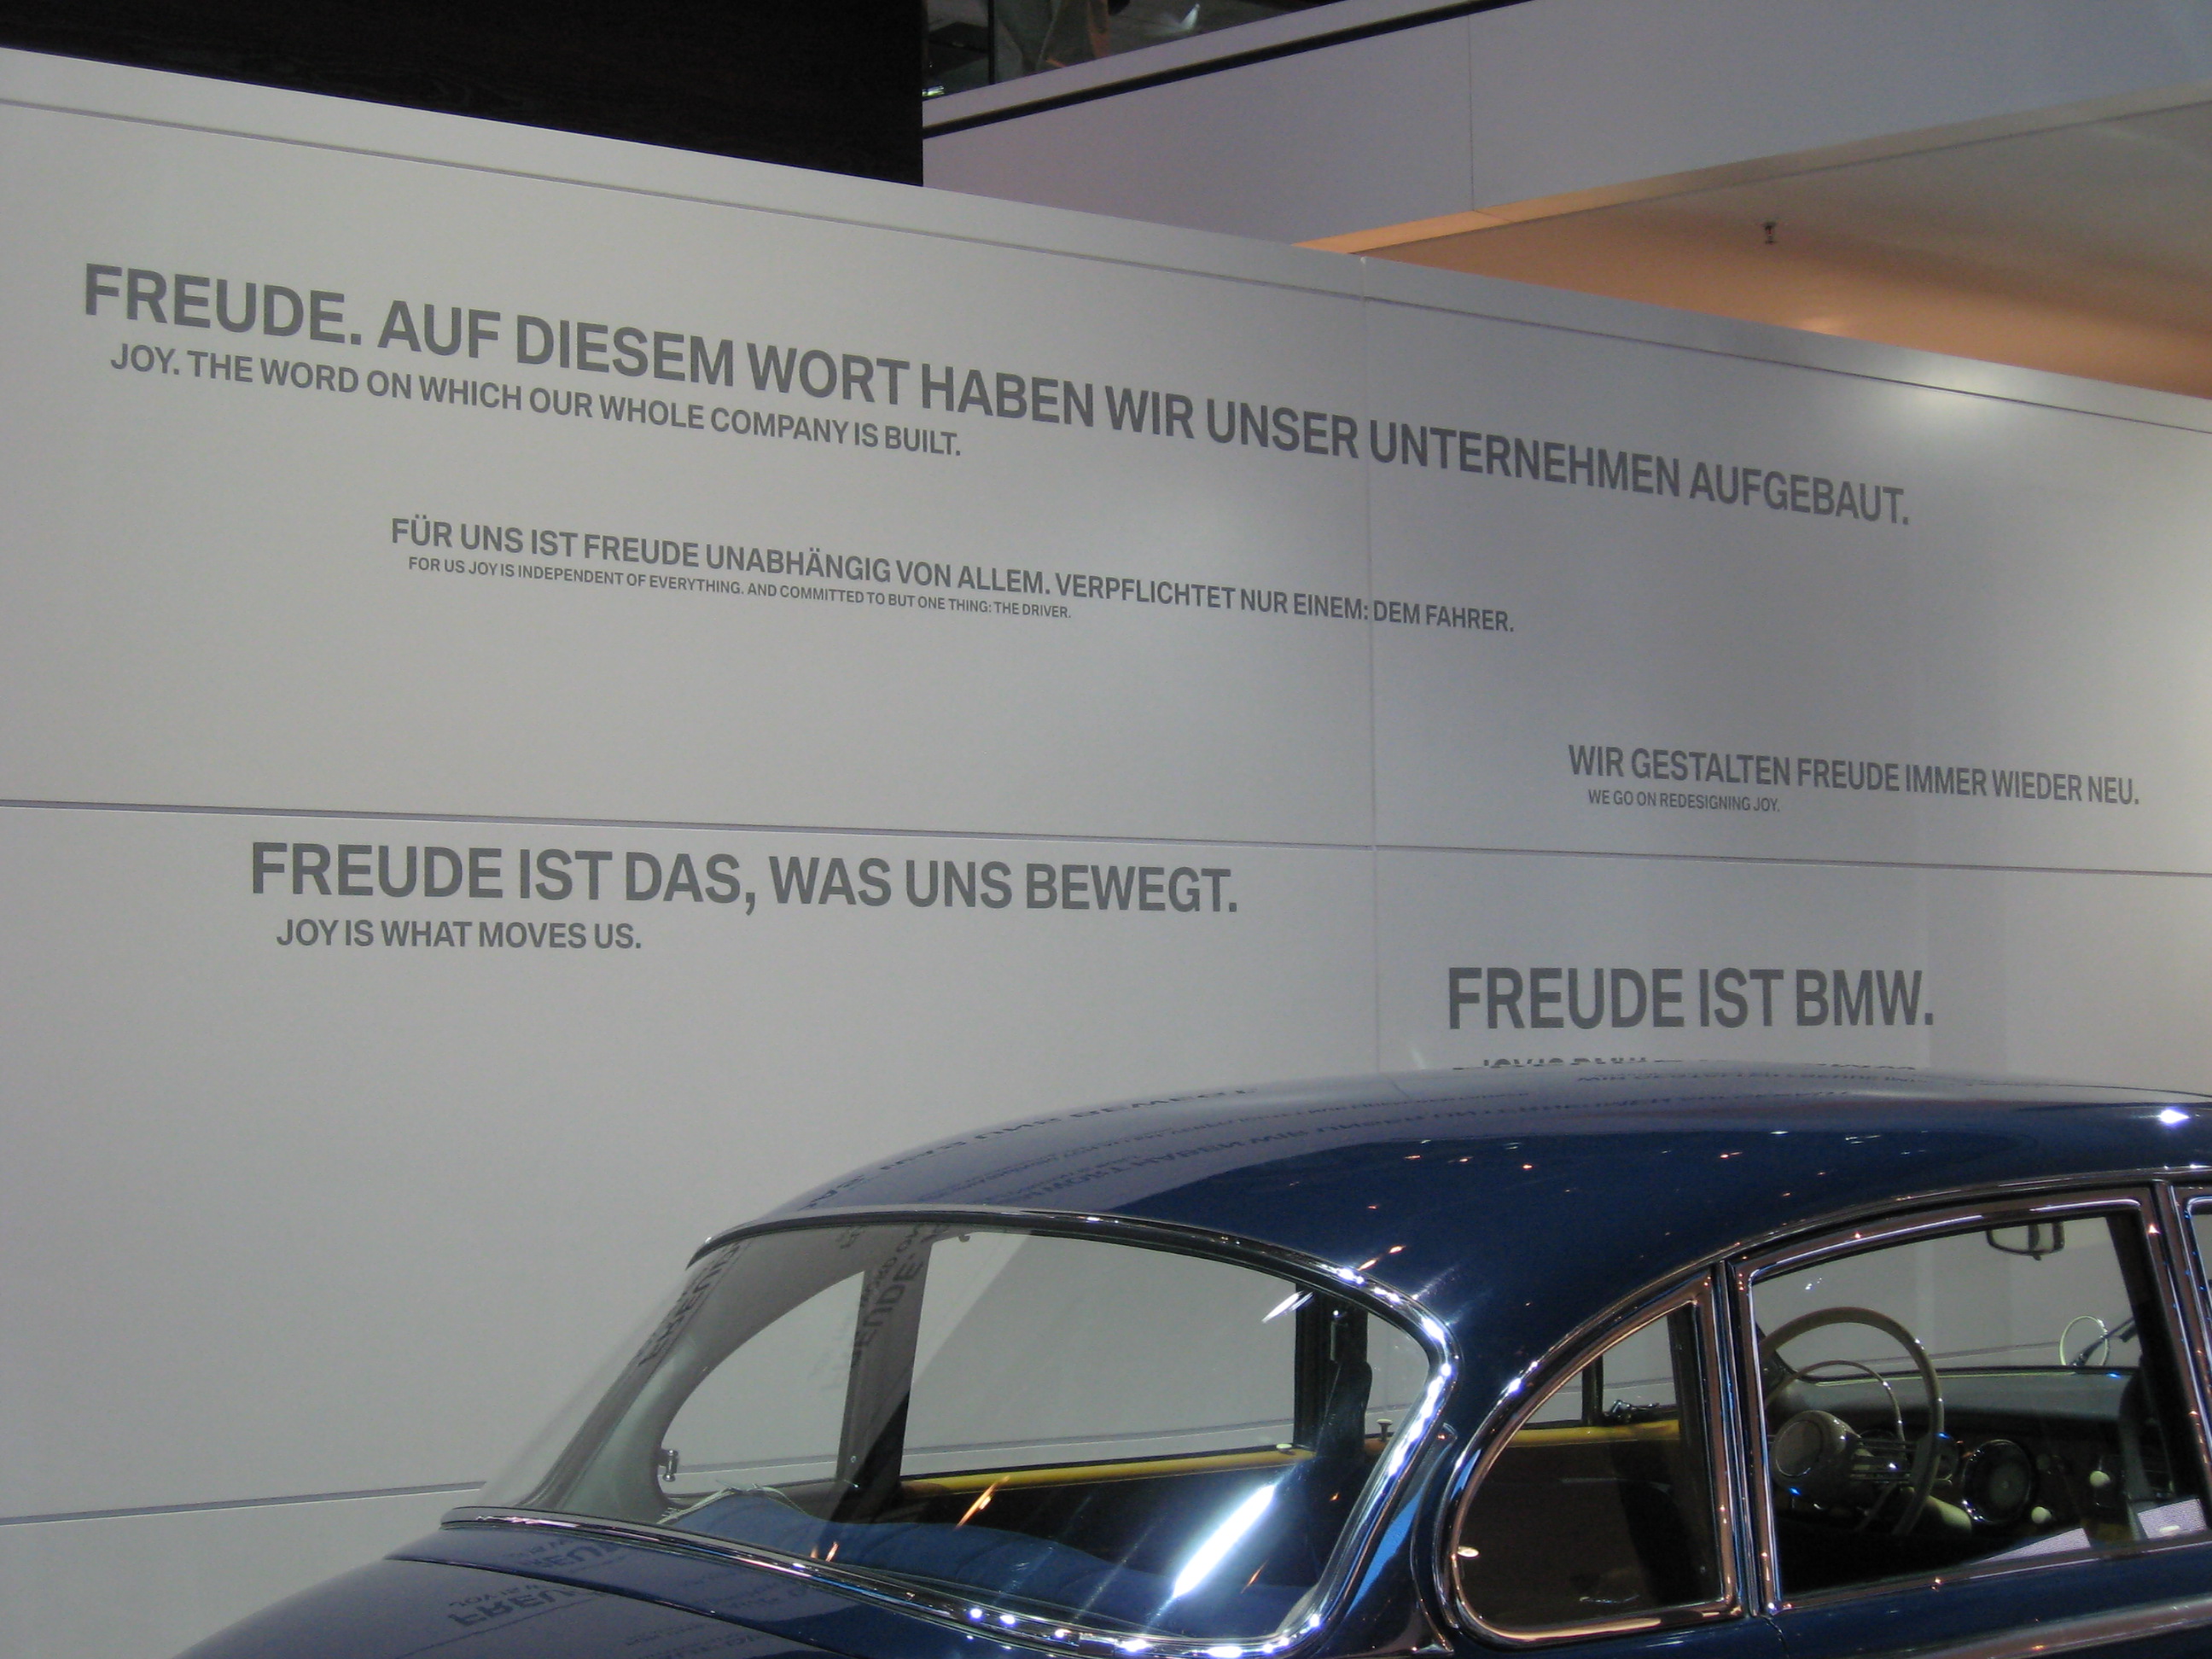 FREUDE. AUF DIESEM WORT HABEN WIR UNSER UNTERNEHMEN AUFGEBAUT.
JOY. THE WORD ON WHICH OUR WHOLE COMPANY IS BUILT.
FÜR UNS IST FREUDE UNABHÄNGIG VON ALLEM. VERPFLICHTET NUR EINEM: DEM FAHRER.
FOR US JOY IS INDEPENDENT OF EVERYTHING. AND COMMITTED TO BUT ONE THING: THE DRIVER.
WIR GESTALTEN FREUDE IMMER WIEDER NEU.
WE GO ON REDESIGNING JOY.
FREUDE IST DAS, WAS UNS BEWEGT.
JOY IS WHAT MOVES US.
FREUDE IST BMW.